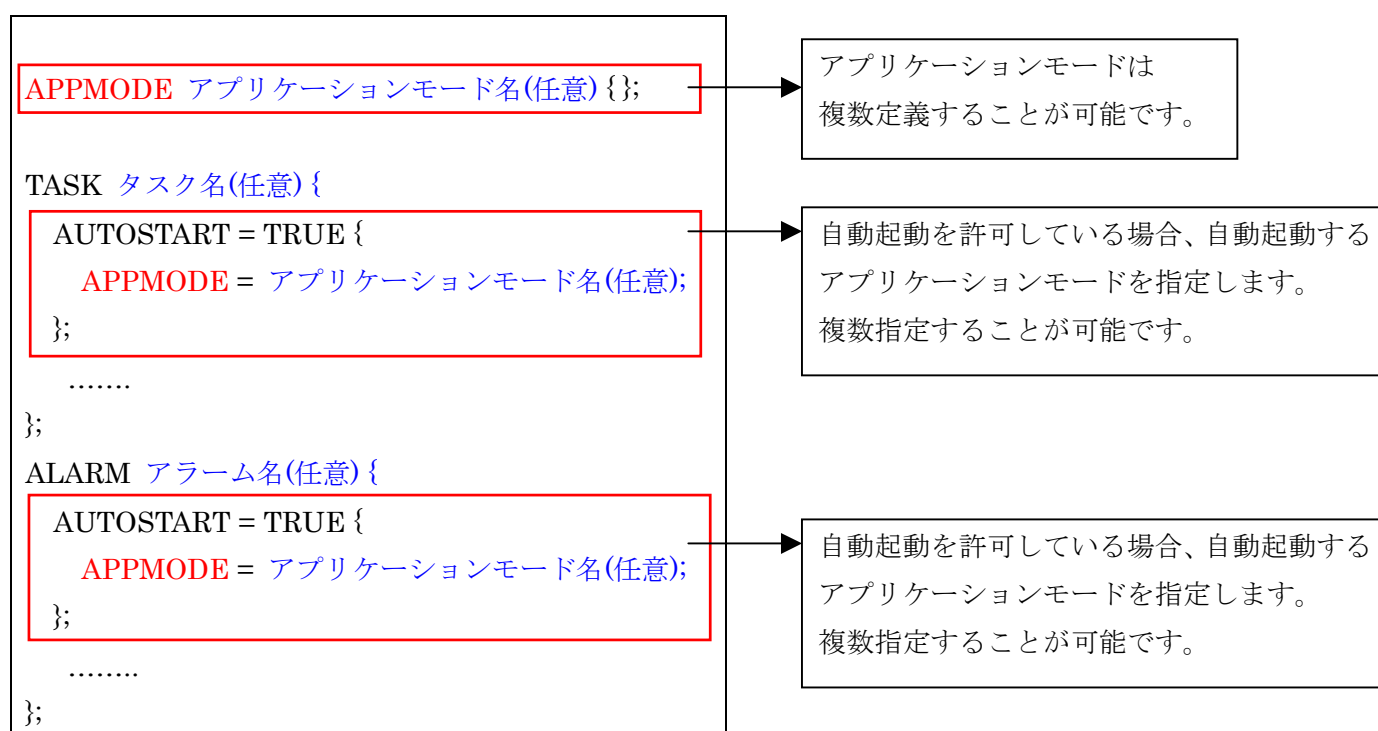 APPMODE アプリケーションモード名(任意) {};
アプリケーションモードは
複数定義することが可能です。
TASK タスク名(任意) {
AUTOSTART = TRUE {
APPMODE = アプリケーションモード名(任意);
};
自動起動を許可している場合、自動起動する
アプリケーションモードを指定します。
複数指定することが可能です。
.......
};
ALARM アラーム名(任意) {
AUTOSTART = TRUE {
APPMODE = アプリケーションモード名(任意);
};
自動起動を許可している場合、自動起動する
アプリケーションモードを指定します。
複数指定することが可能です。
........
};